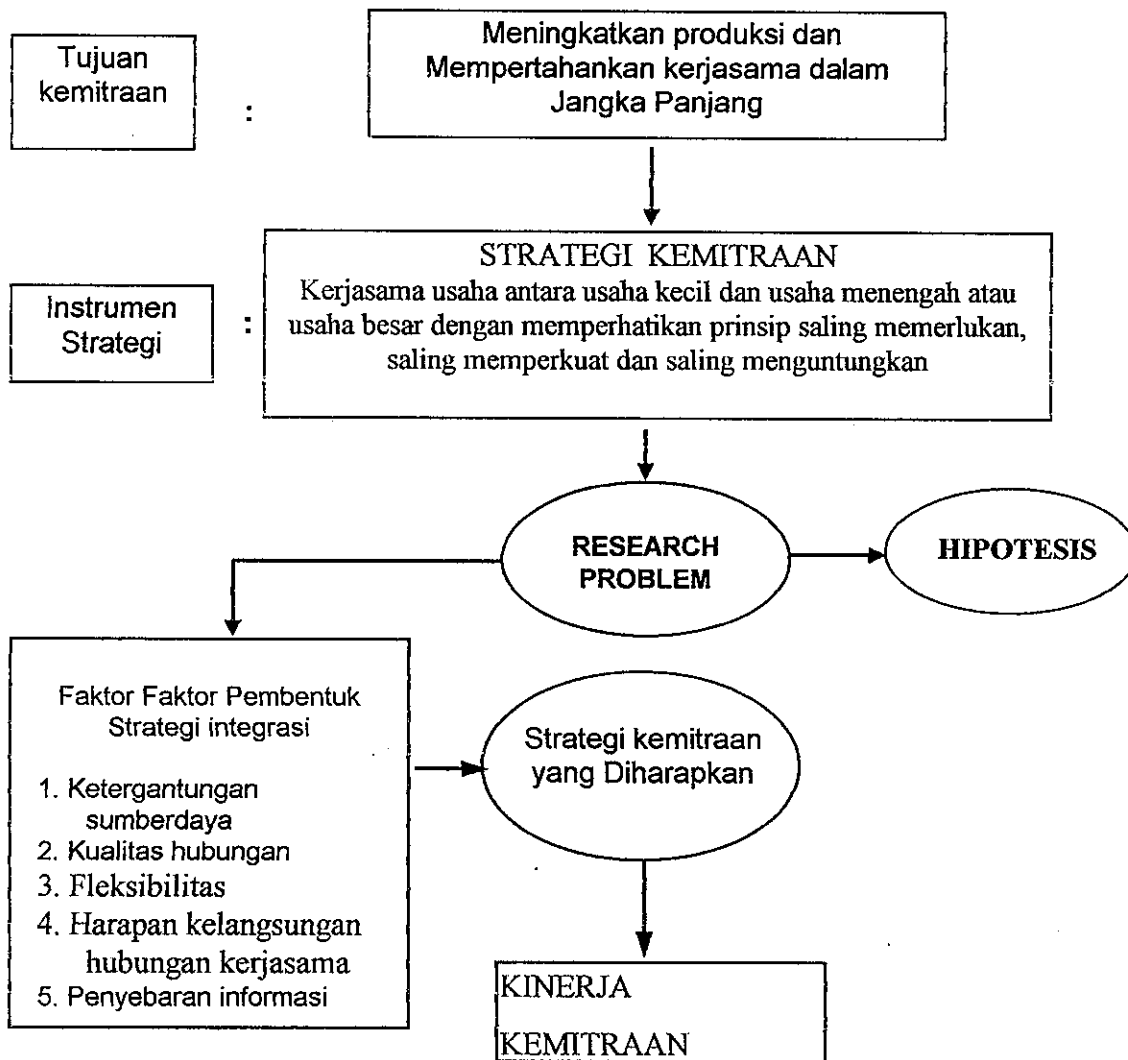 Tujuan
kemitraan
:
Meningkatkan produksi dan
Mempertahankan kerjasama dalam
Jangka Panjang
Instrumen
Strategi
:
STRATEGI KEMITRAAN
Kerjasama usaha antara usaha kecil dan usaha menengah atau
usaha besar dengan memperhatikan prinsip saling memerlukan,
saling memperkuat dan saling menguntungkan
RESEARCH
PROBLEM
HIPOTESIS
Faktor Faktor Pembentuk
Strategi integrasi
1. Ketergantungan
sumberdaya
2. Kualitas hubungan
3. Fleksibilitas
4. Harapan kelangsungan
hubungan kerjasama
5. Penyebaran informasi
Strategi kemitraan
yang Diharapkan
KINERJA
KEMITRAAN